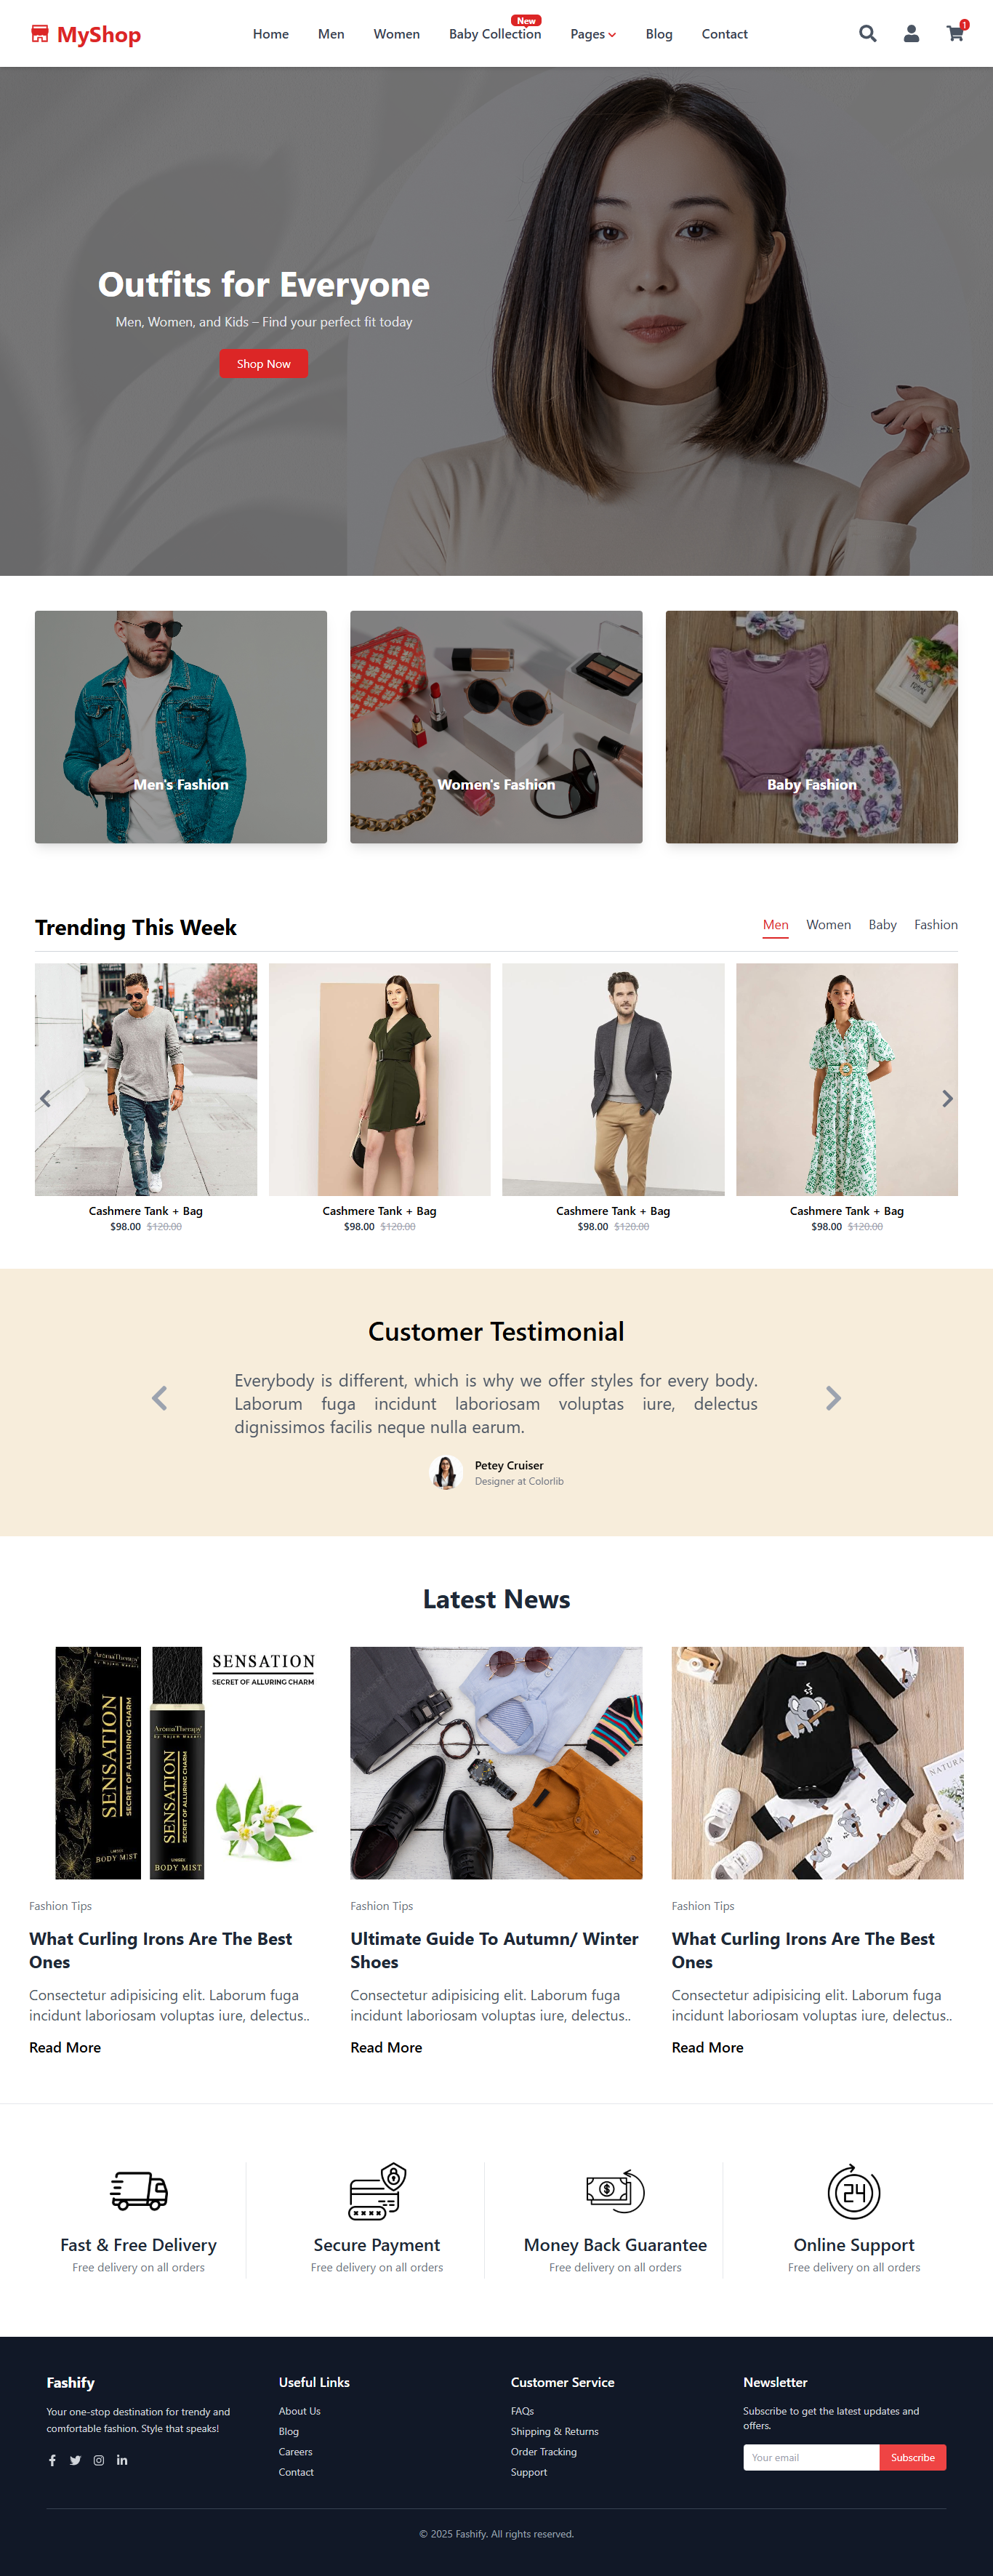 MyShop
Home Men Women Baby Collection New Pages Blog Contact
1
Outfits for Everyone
Men, Women, and Kids – Find your perfect fit today
Shop Now
Men's Fashion
Women's Fashion
Baby Fashion
Trending This Week
Men Women Baby Fashion
Cashmere Tank + Bag
$98.00 $120.00
Cashmere Tank + Bag
$98.00 $120.00
Cashmere Tank + Bag
$98.00 $120.00
Cashmere Tank + Bag
$98.00 $120.00
Customer Testimonial
Everybody is different, which is why we offer styles for every body.
Laborum fuga incidunt laboriosam voluptas iure, delectus
dignissimos facilis neque nulla earum.
Petey Cruiser
Designer at Colorlib
Latest News
SENSATION
SECRET OF ALLURING CHARM
AromaTherapy
SENSATION
SECRET OF ALLURING CHARM
BODY MIST
AromaTherapy
SENSATION
SECRET OF ALLURING CHARM
BODY MIST
NATURE
Fashion Tips
What Curling Irons Are The Best
Ones
Consectetur adipisicing elit. Laborum fuga
incidunt laboriosam voluptas iure, delectus..
Read More
Fashion Tips
Ultimate Guide To Autumn/ Winter
Shoes
Consectetur adipisicing elit. Laborum fuga
incidunt laboriosam voluptas iure, delectus..
Read More
Fashion Tips
What Curling Irons Are The Best
Ones
Consectetur adipisicing elit. Laborum fuga
incidunt laboriosam voluptas iure, delectus..
Read More
Fast & Free Delivery
Free delivery on all orders
Secure Payment
Free delivery on all orders
Money Back Guarantee
Free delivery on all orders
24
Online Support
Free delivery on all orders
Fashify
Your one-stop destination for trendy and
comfortable fashion. Style that speaks!
Useful Links
About Us
Blog
Careers
Contact
Customer Service
FAQs
Shipping & Returns
Order Tracking
Support
Newsletter
Subscribe to get the latest updates and
offers.
Your email
Subscribe
© 2025 Fashify. All rights reserved.